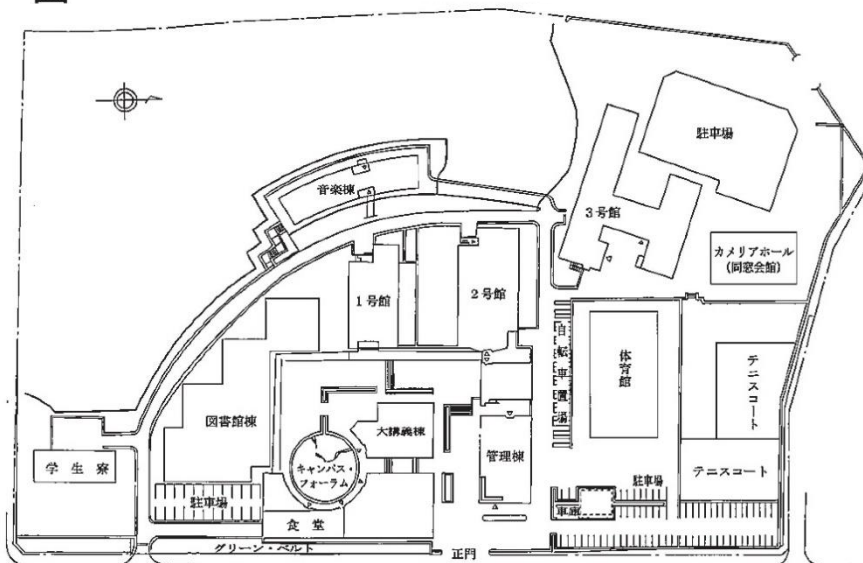 駐車場
音楽棟
3号館
カメリアホール
(同窓会館)
1号館
2号館
自転車置場
体育館
テニスコート
図書館棟
大講義棟
キャンパス・
フォーラム
管理棟
学生寮
駐車場
駐車場
テニスコート
車庫
食堂
グリーン・ベルト
正門